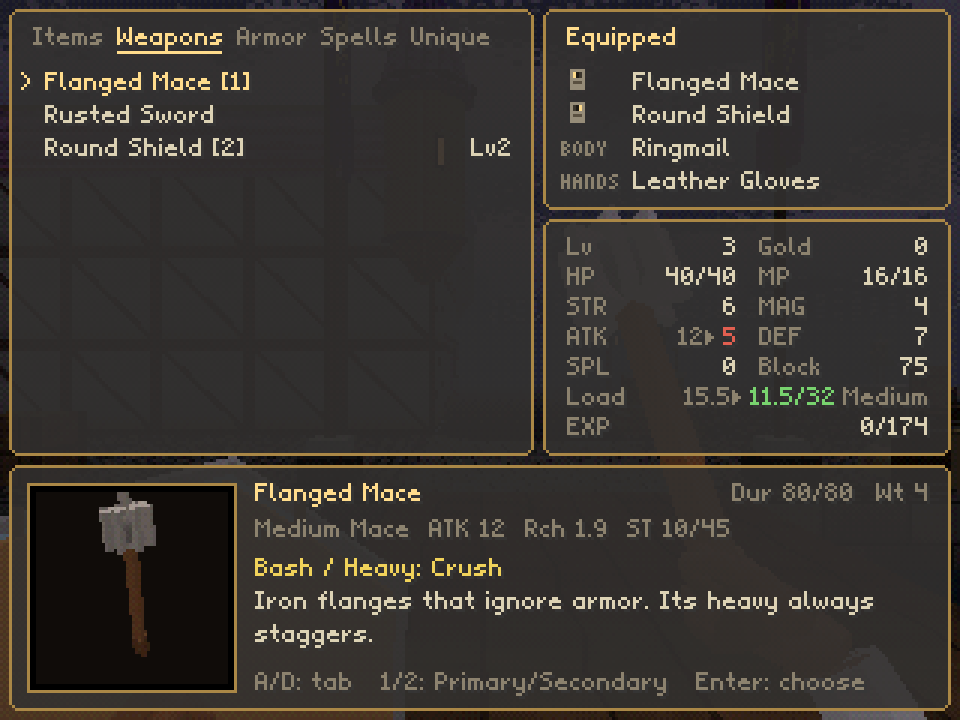 Items Weapons Armor Spells Unique
> Flanged Mace [1]
Rusted Sword
Round Shield [2] Lv2
Equipped
Flanged Mace
Round Shield
BODY Ringmail
HANDS Leather Gloves
Lv 3 Gold 0
HP 40/40 MP 16/16
STR 6 MAG 4
ATK 12▸ 5 DEF 7
SPL 0 Block 75
Load 15.5▸ 11.5/32 Medium
EXP 0/174
Flanged Mace Dur 80/80 Wt 4
Medium Mace ATK 12 Rch 1.9 ST 10/45
Bash / Heavy: Crush
Iron flanges that ignore armor. Its heavy always
staggers.
A/D: tab 1/2: Primary/Secondary Enter: choose